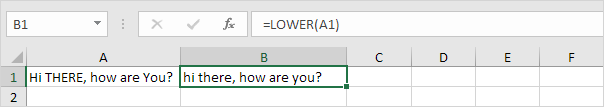 B1 fx =LOWER(A1)
A B C D E F
1 Hi THERE, how are You? hi there, how are you?
2